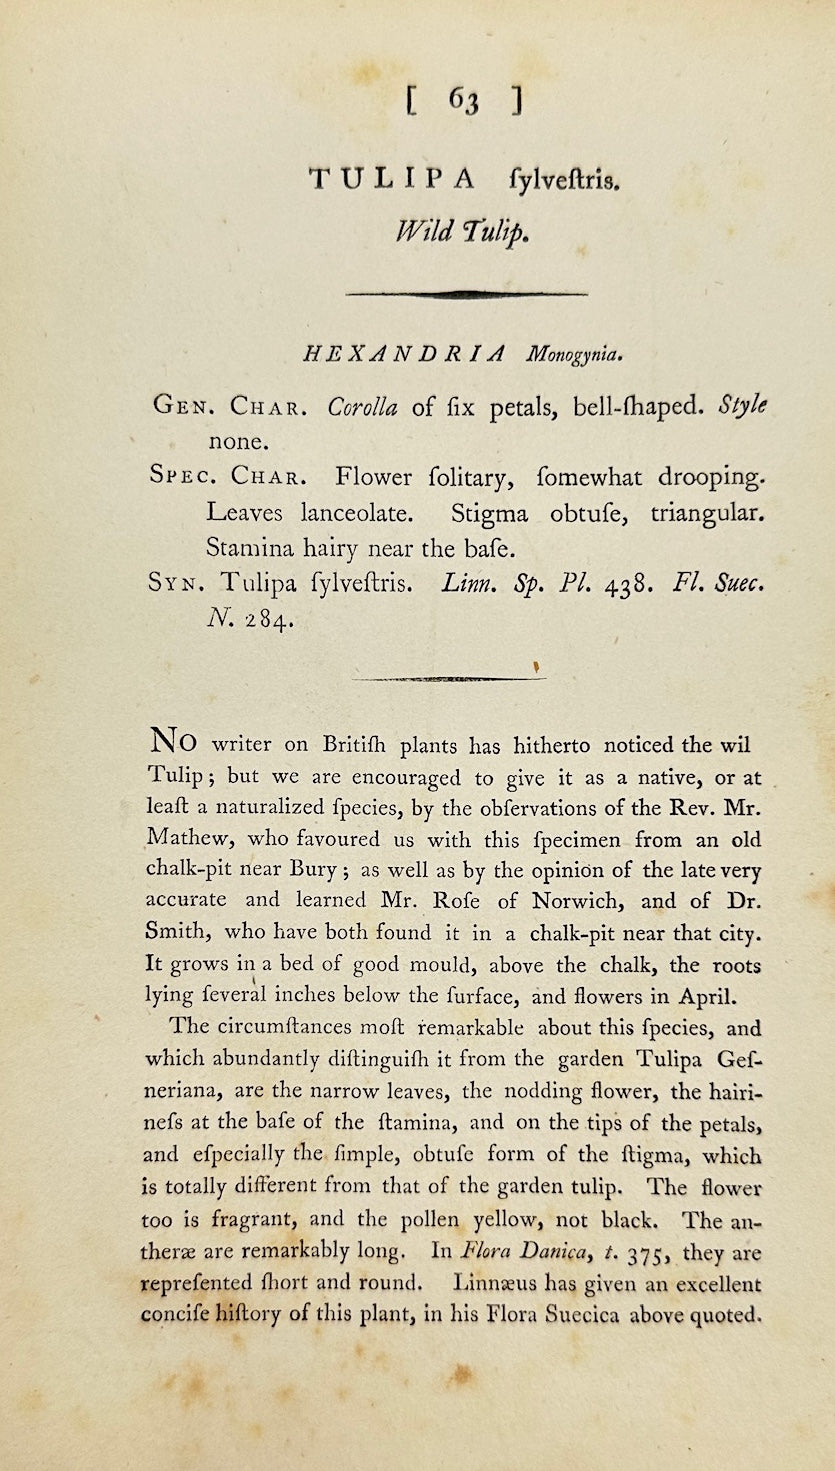 [ 63 ]
TULIPA ſylveſtris.
Wild Tulip.
HEXANDRIA Monogynia.
GEN. CHAR. Corolla of ſix petals, bell-ſhaped. Style
none.
SPEC. CHAR. Flower ſolitary, ſomewhat drooping.
Leaves lanceolate. Stigma obtuſe, triangular.
Stamina hairy near the baſe.
SYN. Tulipa ſylveſtris. Linn. Sp. Pl. 438. Fl. Suec.
N. 284.
NO writer on Britiſh plants has hitherto noticed the wil
Tulip; but we are encouraged to give it as a native, or at
leaſt a naturalized ſpecies, by the obſervations of the Rev. Mr.
Mathew, who favoured us with this ſpecimen from an old
chalk-pit near Bury; as well as by the opinion of the late very
accurate and learned Mr. Roſe of Norwich, and of Dr.
Smith, who have both found it in a chalk-pit near that city.
It grows in a bed of good mould, above the chalk, the roots
lying ſeveral inches below the ſurface, and flowers in April.
The circumſtances moſt remarkable about this ſpecies, and
which abundantly diſtinguiſh it from the garden Tulipa Geſ-
neriana, are the narrow leaves, the nodding flower, the hairi-
neſs at the baſe of the ſtamina, and on the tips of the petals,
and eſpecially the ſimple, obtuſe form of the ſtigma, which
is totally different from that of the garden tulip. The flower
too is fragrant, and the pollen yellow, not black. The an-
theræ are remarkably long. In Flora Danica, t. 375, they are
repreſented ſhort and round. Linnæus has given an excellent
conciſe hiſtory of this plant, in his Flora Suecica above quoted.